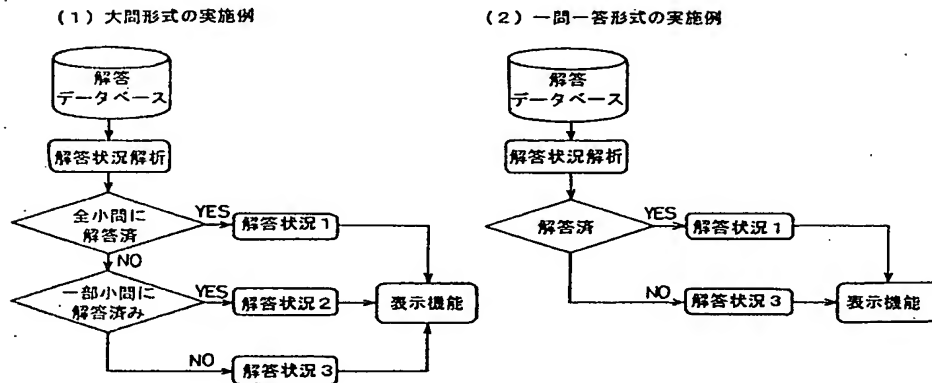 (1) 大問形式の実施例
解答
データベース
解答状況解析
全小問に
解答済
YES
解答状況1
NO
一部小問に
解答済み
YES
解答状況2
表示機能
NO
解答状況3
(2) 一問一答形式の実施例
解答
データベース
解答状況解析
解答済
YES
解答状況1
NO
解答状況3
表示機能